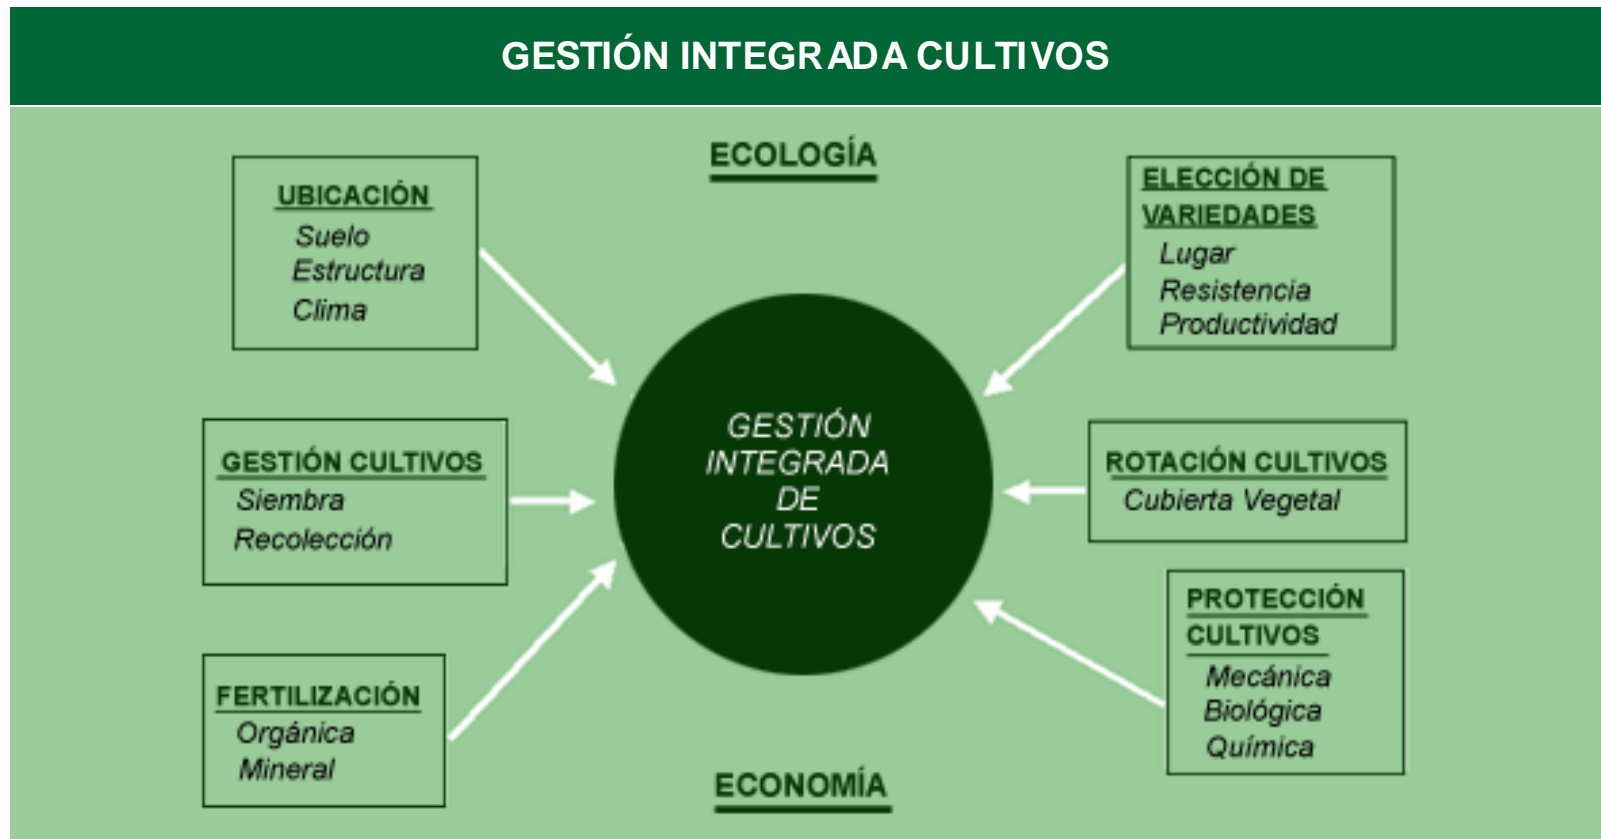 GESTIÓN INTEGRADA CULTIVOS
ECOLOGÍA
UBICACIÓN
Suelo
Estructura
Clima
ELECCIÓN DE
VARIEDADES
Lugar
Resistencia
Productividad
GESTIÓN CULTIVOS
Siembra
Recolección
GESTIÓN
INTEGRADA
DE
CULTIVOS
ROTACIÓN CULTIVOS
Cubierta Vegetal
FERTILIZACIÓN
Orgánica
Mineral
PROTECCIÓN
CULTIVOS
Mecánica
Biológica
Química
ECONOMÍA